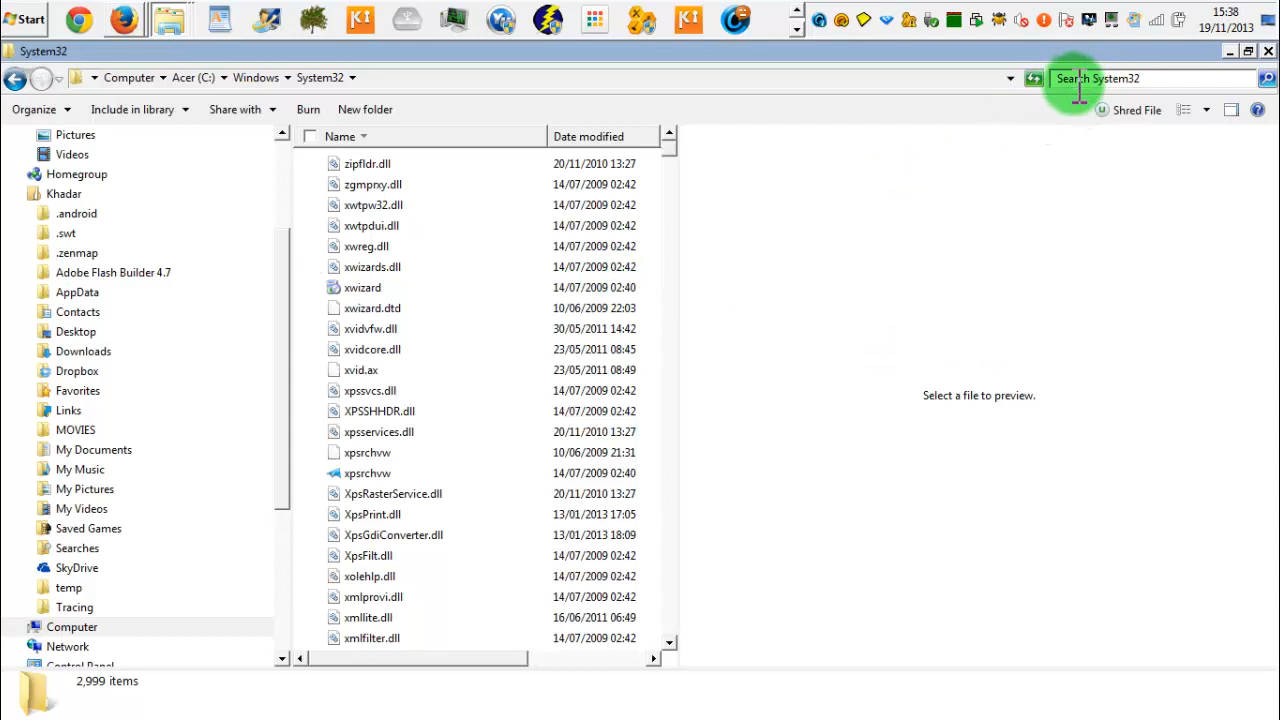 Start
15:38
19/11/2013
System32
Computer Acer (C:) Windows System32
Search System32
Organize Include in library Share with Burn New folder Shred File
Name Date modified
Pictures
Videos
Homegroup
Khadar
.android
.swt
.zenmap
Adobe Flash Builder 4.7
AppData
Contacts
Desktop
Downloads
Dropbox
Favorites
Links
MOVIES
My Documents
My Music
My Pictures
My Videos
Saved Games
Searches
SkyDrive
temp
Tracing
Computer
Network
Control Panel
zipfldr.dll 20/11/2010 13:27
zgmprxy.dll 14/07/2009 02:42
xwtpw32.dll 14/07/2009 02:42
xwtpdui.dll 14/07/2009 02:42
xwreg.dll 14/07/2009 02:42
xwizards.dll 14/07/2009 02:42
xwizard 14/07/2009 02:40
xwizard.dtd 10/06/2009 22:03
xvidvfw.dll 30/05/2011 14:42
xvidcore.dll 23/05/2011 08:45
xvid.ax 23/05/2011 08:49
xpssvcs.dll 14/07/2009 02:42
XPSSHHDR.dll 14/07/2009 02:42
xpsservices.dll 20/11/2010 13:27
xpsrchvw 10/06/2009 21:31
xpsrchvw 14/07/2009 02:40
XpsRasterService.dll 20/11/2010 13:27
XpsPrint.dll 13/01/2013 17:05
XpsGdiConverter.dll 13/01/2013 18:09
XpsFilt.dll 14/07/2009 02:42
xolehlp.dll 14/07/2009 02:42
xmlprovi.dll 14/07/2009 02:42
xmllite.dll 16/06/2011 06:49
xmlfilter.dll 14/07/2009 02:42
Select a file to preview.
2,999 items